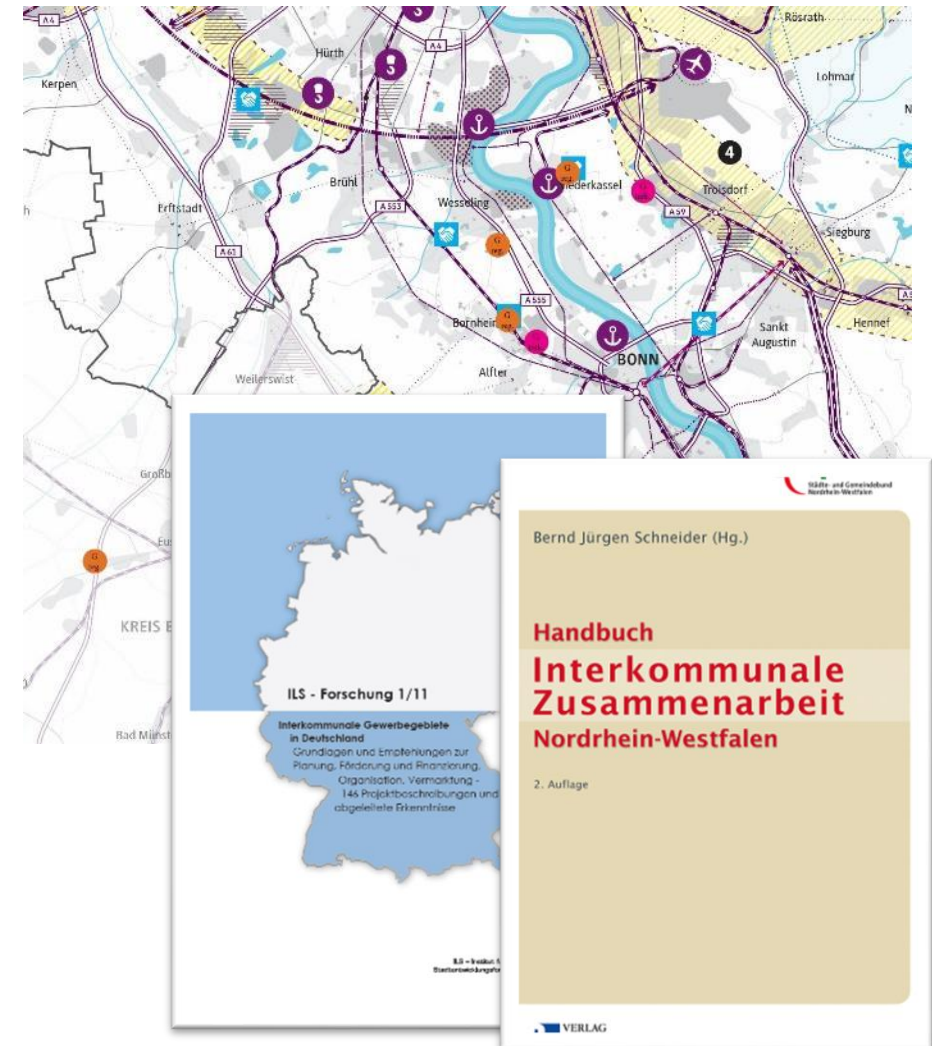 A4
Rösrath
Hürth
A4
Kerpen
Lohmar
4
Brühl
Wesseling
Troisdorf
Erftstadt
A553
A59
Siegburg
A61
A555
Bornheim
Sankt
Augustin
Hennef
BONN
Weilerswist
Alfter
KREIS E
Bad Münst
ILS - Forschung 1/11
Interkommunale Gewerbegebiete
in Deutschland
Grundlagen und Empfehlungen zur
Planung, Förderung und Finanzierung,
Organisation, Vermarktung -
146 Projektbeschreibungen und
abgeleitete Erkenntnisse
Städte- und Gemeindebund
Nordrhein-Westfalen
Bernd Jürgen Schneider (Hg.)
Handbuch
Interkommunale
Zusammenarbeit
Nordrhein-Westfalen
2. Auflage
VERLAG